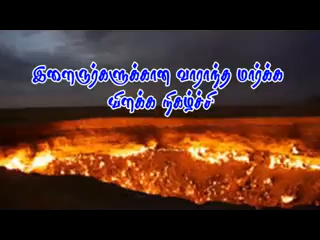 இளைஞர்களுக்கான வாராந்த மார்க்க
விளக்க நிகழ்ச்சி